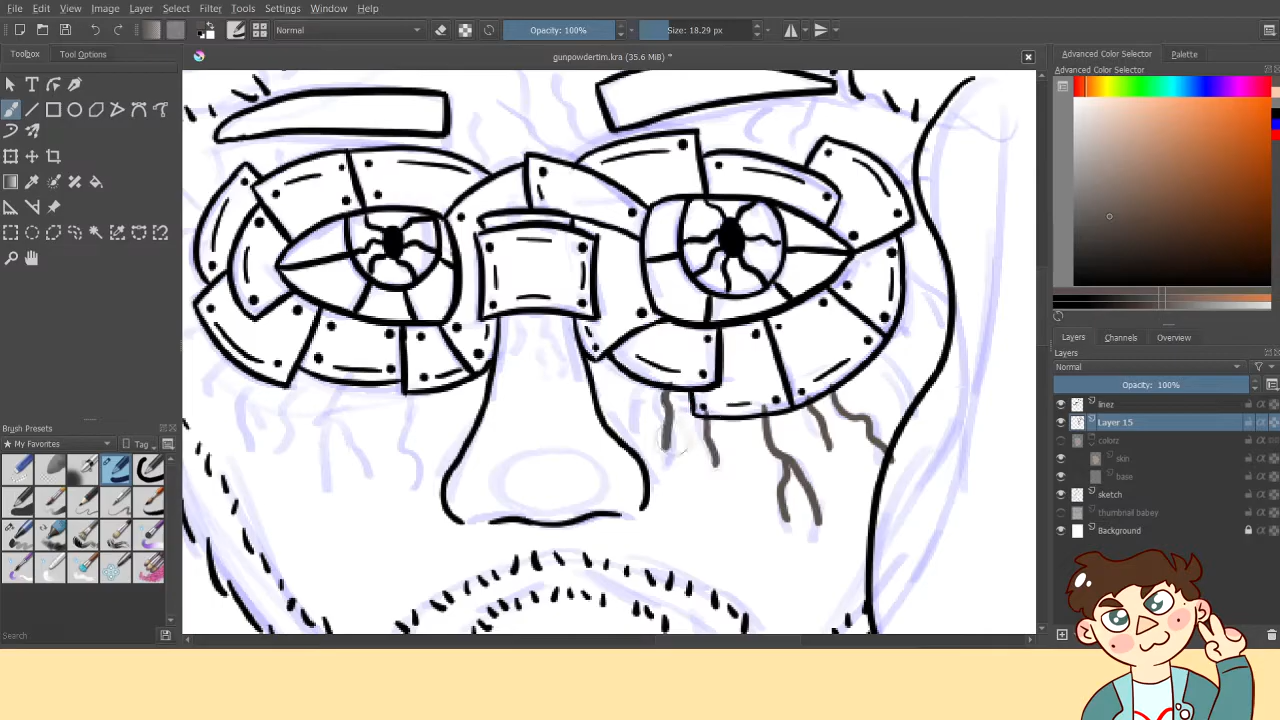 File Edit View Image Layer Select Filter Tools Settings Window Help
Normal Opacity: 100% Size: 18.29 px
Toolbox Tool Options
gunpowdertim.kra (35.6 MiB) *
Advanced Color Selector Palette
Advanced Color Selector
Layers Channels Overview
Layers
Normal
Opacity: 100%
linez
Layer 15
colorz
skin
base
sketch
thumbnail babey
Background
Brush Presets
My Favorites Tag
Search